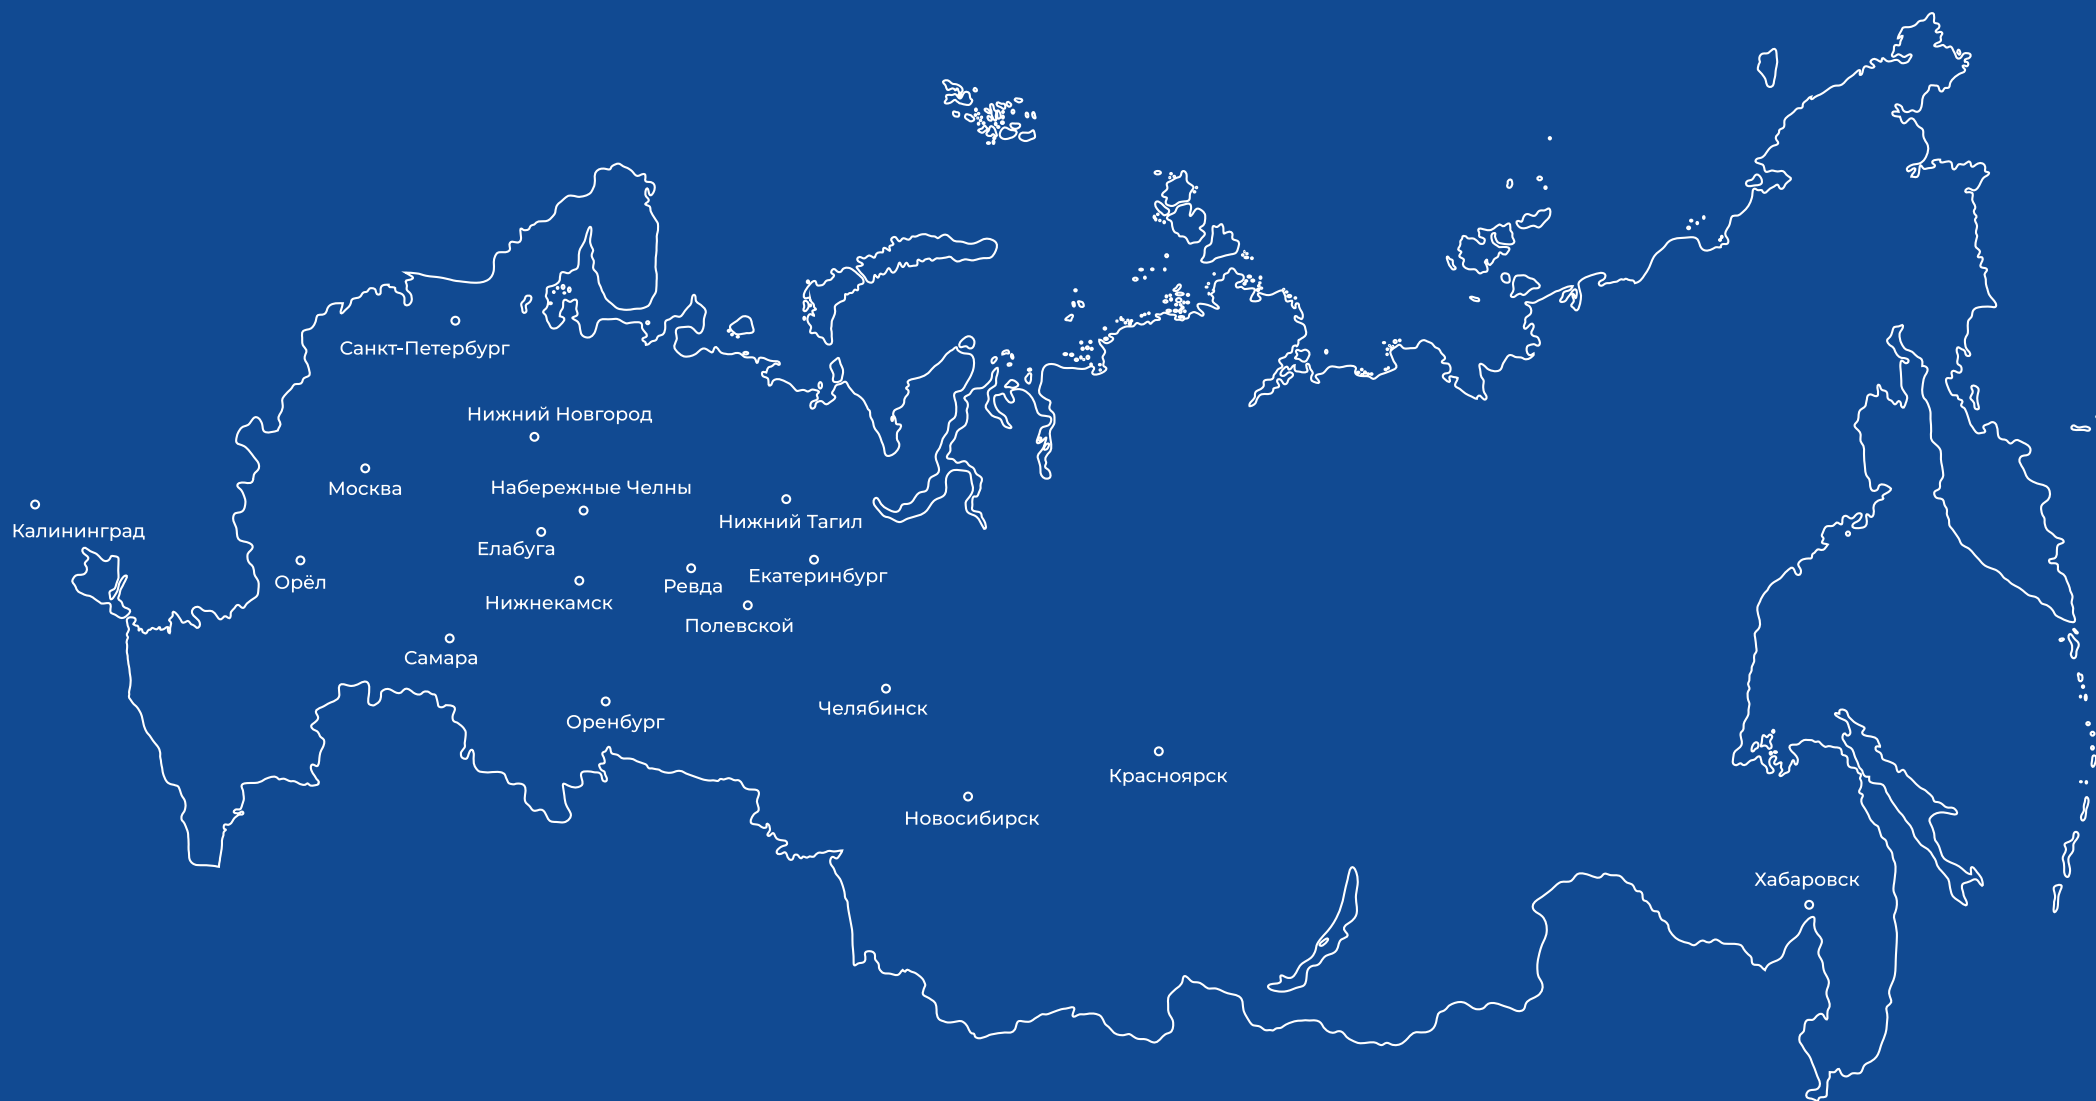 Санкт-Петербург
Нижний Новгород
Москва
Набережные Челны
Нижний Тагил
Калининград
Елабуга
Орёл
Ревда
Екатеринбург
Нижнекамск
Полевской
Самара
Челябинск
Оренбург
Красноярск
Новосибирск
Хабаровск